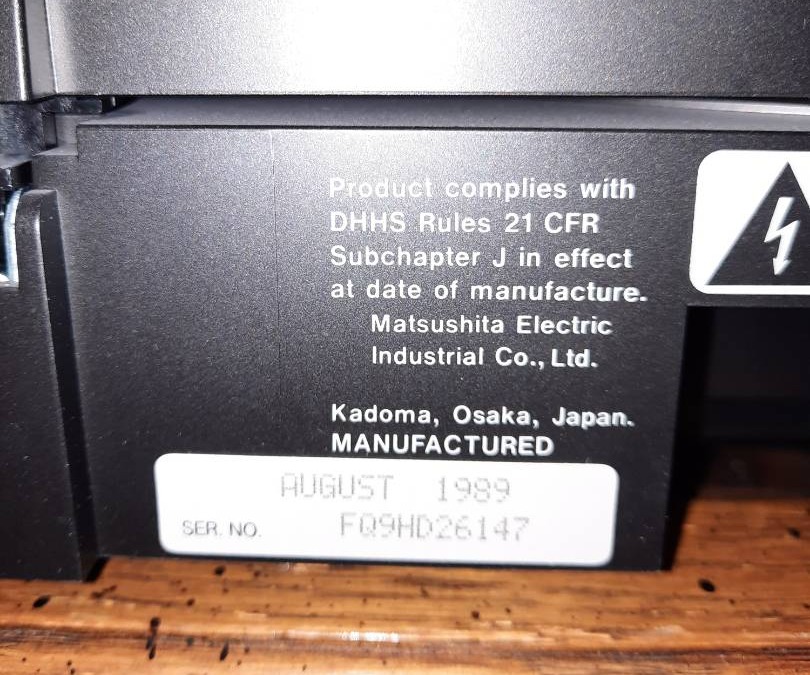 Product complies with
DHHS Rules 21 CFR
Subchapter J in effect
at date of manufacture.
Matsushita Electric
Industrial Co., Ltd.
Kadoma, Osaka, Japan.
MANUFACTURED
AUGUST 1989
SER. NO. FQ9HD26147